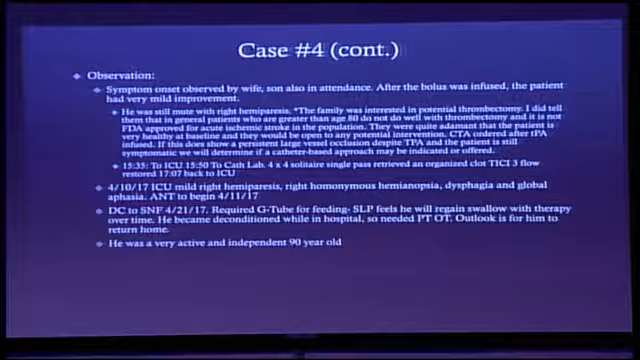 Case #4 (cont.)
Observation:
Symptom onset observed by wife, son also in attendance. After the bolus was infused, the patient
had very mild improvement.
He was still mute with right hemiparesis. *The family was interested in potential thrombectomy. I did tell
them that in general patients who are greater than age 80 do not do well with thrombectomy and it is not
FDA approved for acute ischemic stroke in the population. They were quite adamant that the patient is
very healthy at baseline and they would be open to any potential intervention. CTA ordered after tPA
infused. If this does show a persistent large vessel occlusion despite TPA and the patient is still
symptomatic we will determine if a catheter-based approach may be indicated or offered.
15:35: To ICU 15:50 To Cath Lab. 4 x 4 solitaire single pass retrieved an organized clot TICI 3 flow
restored 17:07 back to ICU
4/10/17 ICU mild right hemiparesis, right homonymous hemianopsia, dysphagia and global
aphasia. ANT to begin 4/11/17
DC to SNF 4/21/17. Required G-Tube for feeding- SLP feels he will regain swallow with therapy
over time. He became deconditioned while in hospital, so needed PT OT. Outlook is for him to
return home.
He was a very active and independent 90 year old